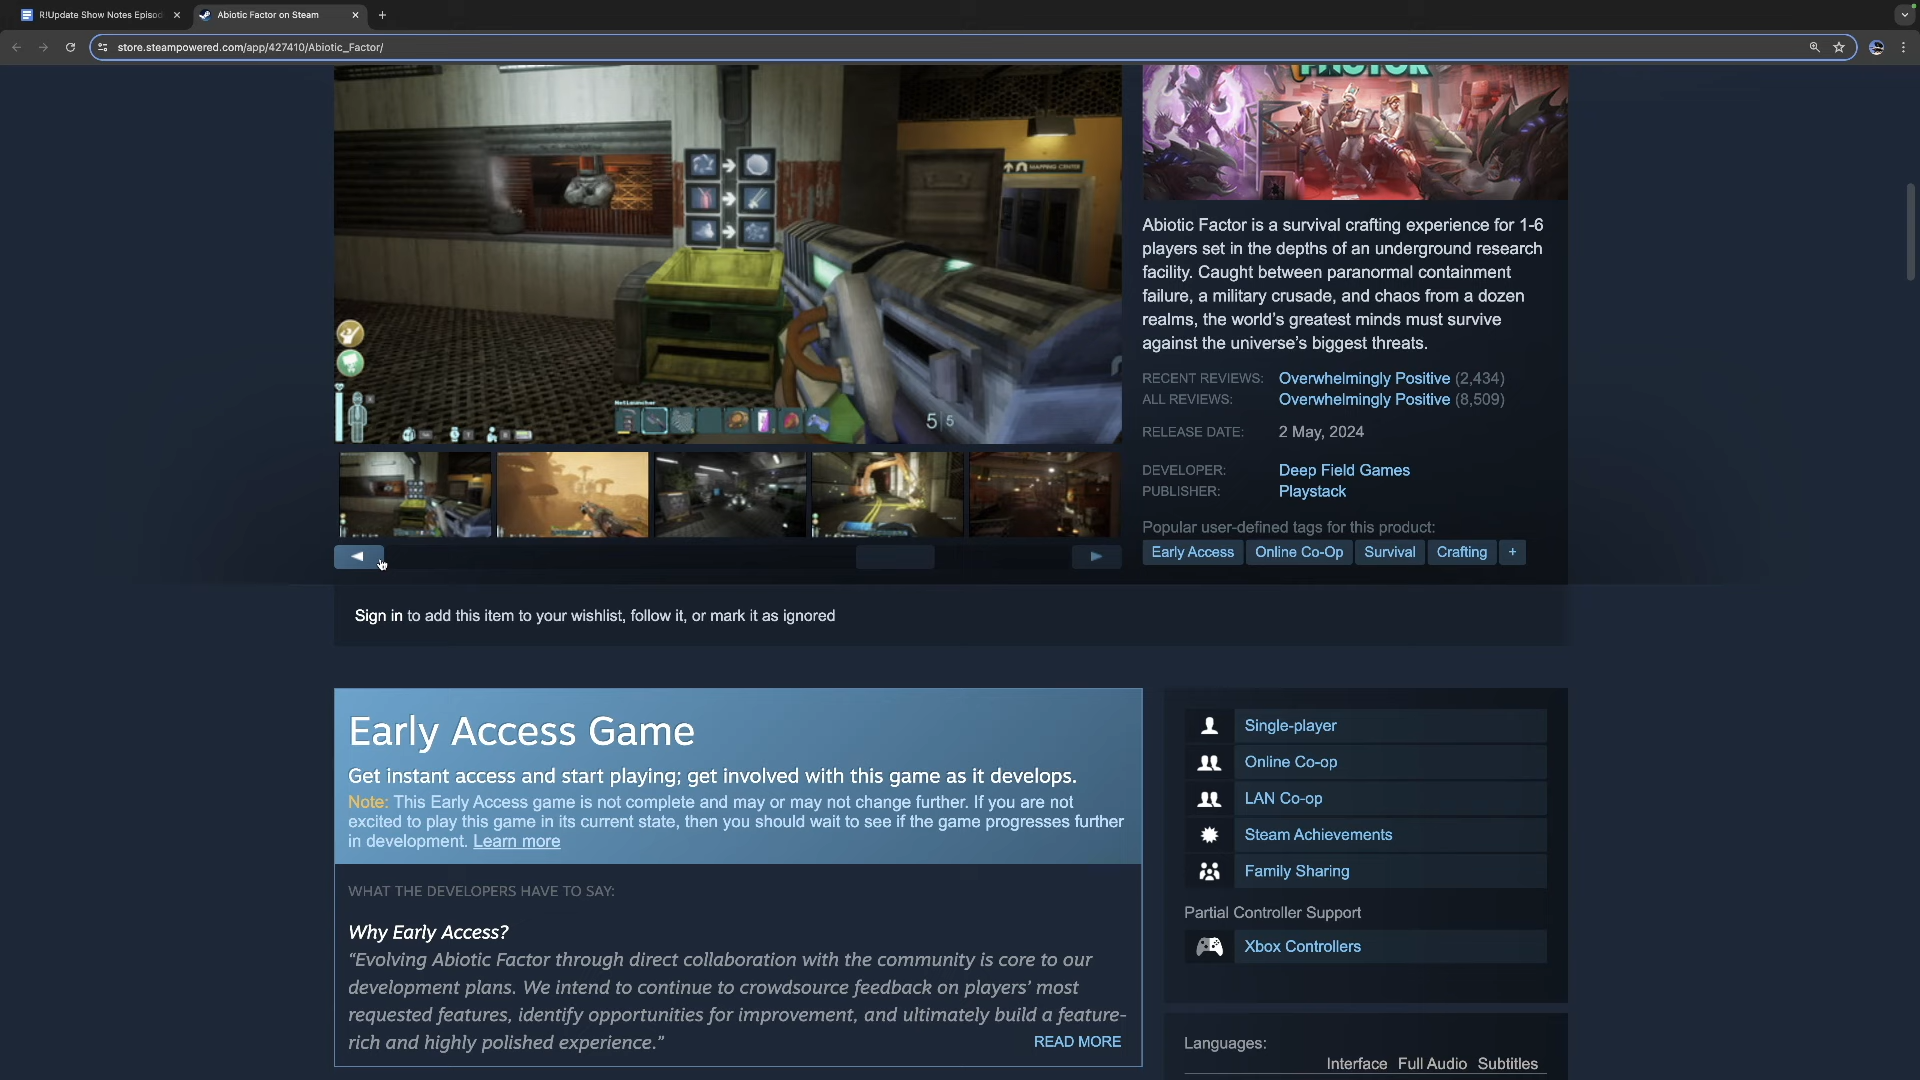 R!Update Show Notes Episod
Abiotic Factor on Steam
store.steampowered.com/app/427410/Abiotic_Factor/
FACTOR
MAPPING CENTER
Netlauncher
5 5
Abiotic Factor is a survival crafting experience for 1-6
players set in the depths of an underground research
facility. Caught between paranormal containment
failure, a military crusade, and chaos from a dozen
realms, the world's greatest minds must survive
against the universe's biggest threats.
RECENT REVIEWS: Overwhelmingly Positive (2,434)
ALL REVIEWS: Overwhelmingly Positive (8,509)
RELEASE DATE: 2 May, 2024
DEVELOPER: Deep Field Games
PUBLISHER: Playstack
Popular user-defined tags for this product:
Early Access Online Co-Op Survival Crafting +
Sign in to add this item to your wishlist, follow it, or mark it as ignored
Early Access Game
Get instant access and start playing; get involved with this game as it develops.
Note: This Early Access game is not complete and may or may not change further. If you are not
excited to play this game in its current state, then you should wait to see if the game progresses further
in development. Learn more
WHAT THE DEVELOPERS HAVE TO SAY:
Why Early Access?
"Evolving Abiotic Factor through direct collaboration with the community is core to our
development plans. We intend to continue to crowdsource feedback on players' most
requested features, identify opportunities for improvement, and ultimately build a feature-
rich and highly polished experience."
READ MORE
Single-player
Online Co-op
LAN Co-op
Steam Achievements
Family Sharing
Partial Controller Support
Xbox Controllers
Languages:
Interface Full Audio Subtitles